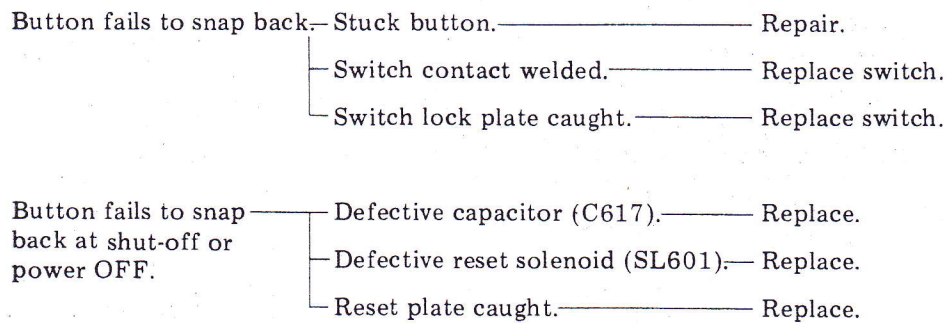 Button fails to snap back. Stuck button. Repair.
Switch contact welded. Replace switch.
Switch lock plate caught. Replace switch.
Button fails to snap Defective capacitor (C617). Replace.
back at shut-off or
power OFF.
Defective reset solenoid (SL601). Replace.
Reset plate caught. Replace.